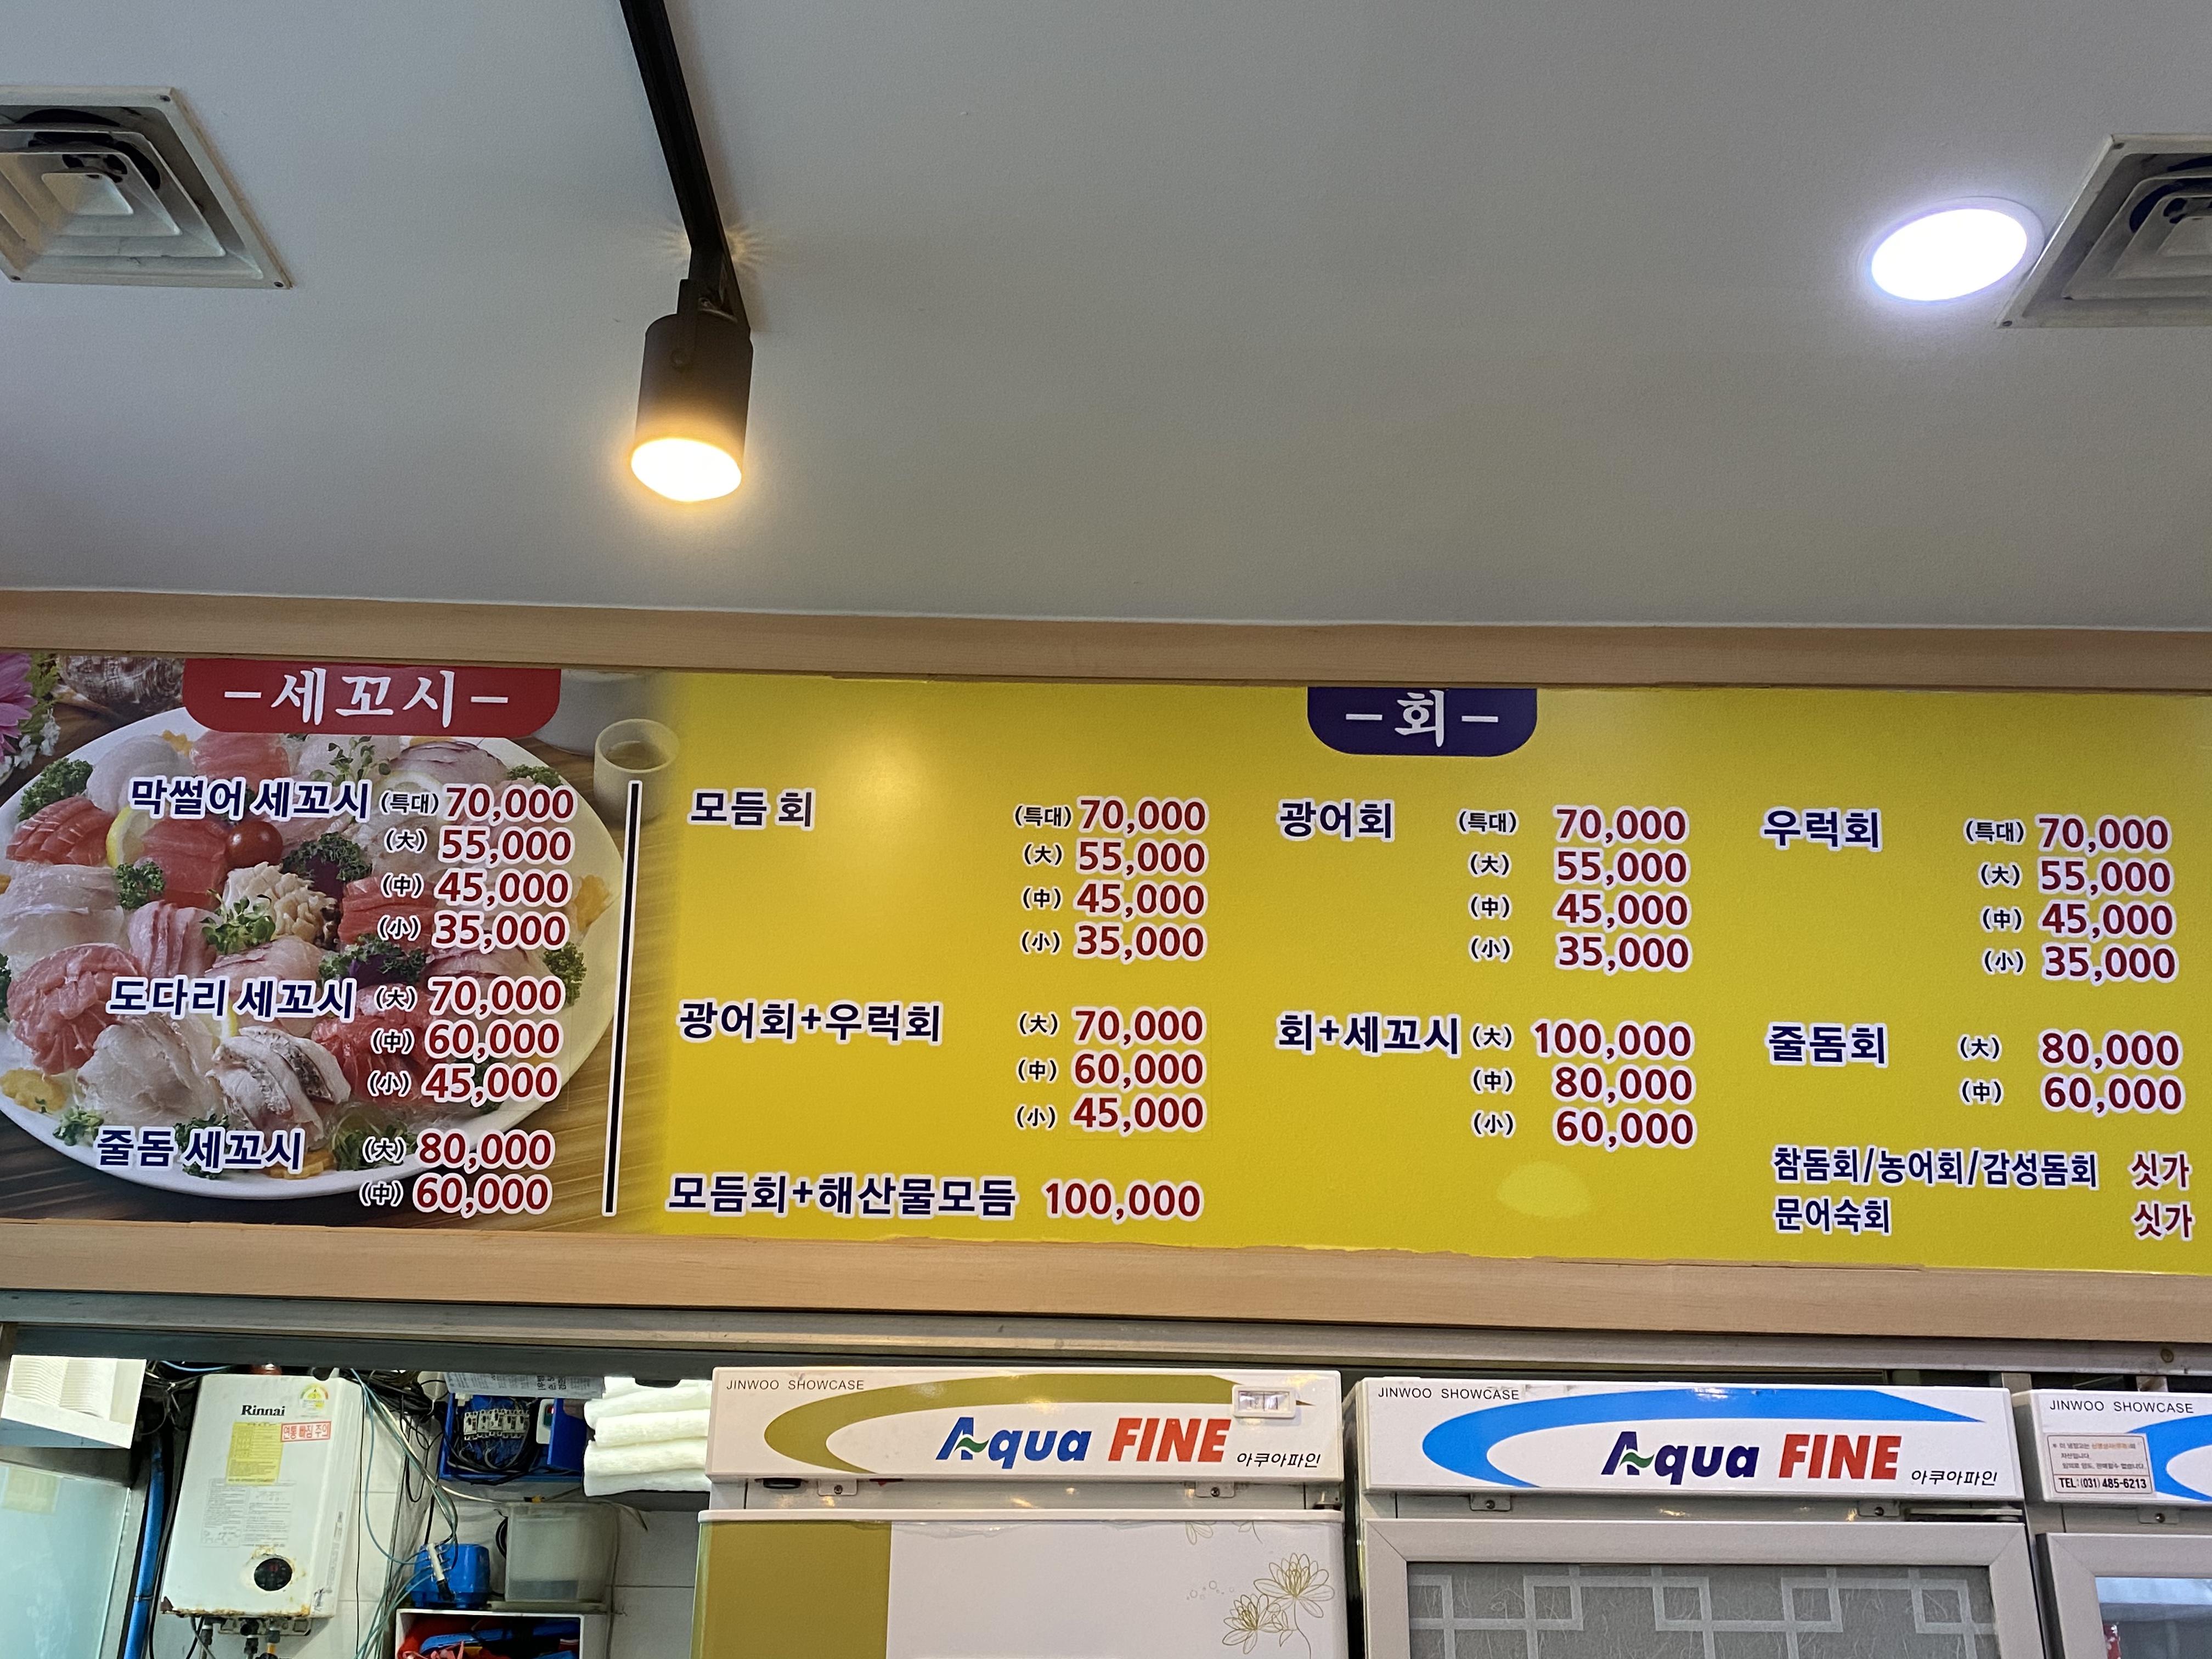 -세꼬시-
막썰어 세꼬시 (특대) 70,000
(大) 55,000
(中) 45,000
(小) 35,000
도다리 세꼬시 (大) 70,000
(中) 60,000
(小) 45,000
줄돔 세꼬시 (大) 80,000
(中) 60,000
-회-
모듬 회 (특대) 70,000
(大) 55,000
(中) 45,000
(小) 35,000
광어회+우럭회 (大) 70,000
(中) 60,000
(小) 45,000
모듬회+해산물모듬 100,000
광어회 (특대) 70,000
(大) 55,000
(中) 45,000
(小) 35,000
회+세꼬시 (大) 100,000
(中) 80,000
(小) 60,000
우럭회 (특대) 70,000
(大) 55,000
(中) 45,000
(小) 35,000
줄돔회 (大) 80,000
(中) 60,000
참돔회/농어회/감성돔회 싯가
문어숙회 싯가
Rinnai
연통 빠짐 주의
JINWOO SHOWCASE
Aqua FINE 아쿠아파인
JINWOO SHOWCASE
Aqua FINE 아쿠아파인
JINWOO SHOWCASE
TEL:(031)485-6213